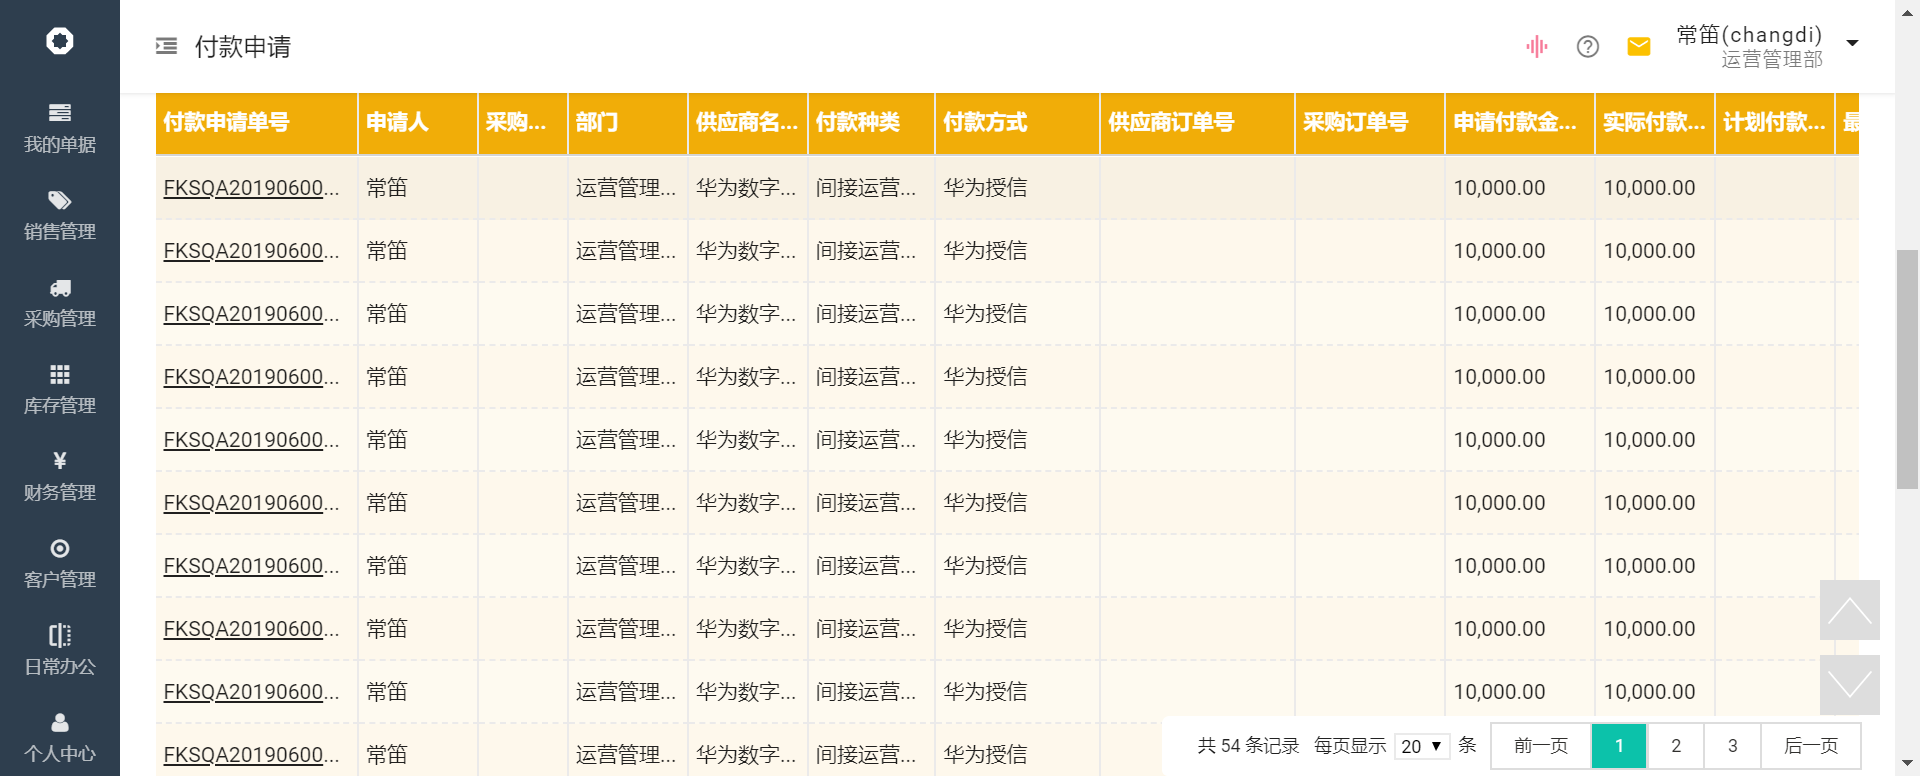 付款申请
常笛(changdi)
运营管理部
我的单据
销售管理
采购管理
库存管理
¥
财务管理
客户管理
日常办公
个人中心
付款申请单号 申请人 采购... 部门 供应商名... 付款种类 付款方式 供应商订单号 采购订单号 申请付款金... 实际付款... 计划付款...
FKSQA20190600... 常笛 运营管理... 华为数字... 间接运营... 华为授信 10,000.00 10,000.00
FKSQA20190600... 常笛 运营管理... 华为数字... 间接运营... 华为授信 10,000.00 10,000.00
FKSQA20190600... 常笛 运营管理... 华为数字... 间接运营... 华为授信 10,000.00 10,000.00
FKSQA20190600... 常笛 运营管理... 华为数字... 间接运营... 华为授信 10,000.00 10,000.00
FKSQA20190600... 常笛 运营管理... 华为数字... 间接运营... 华为授信 10,000.00 10,000.00
FKSQA20190600... 常笛 运营管理... 华为数字... 间接运营... 华为授信 10,000.00 10,000.00
FKSQA20190600... 常笛 运营管理... 华为数字... 间接运营... 华为授信 10,000.00 10,000.00
FKSQA20190600... 常笛 运营管理... 华为数字... 间接运营... 华为授信 10,000.00 10,000.00
FKSQA20190600... 常笛 运营管理... 华为数字... 间接运营... 华为授信 10,000.00 10,000.00
FKSQA20190600... 常笛 运营管理... 华为数字... 间接运营... 华为授信
共 54 条记录 每页显示 20 条 前一页 1 2 3 后一页